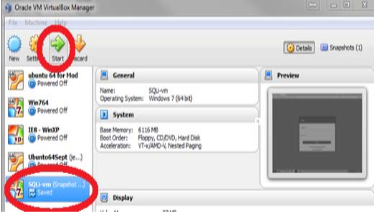 Oracle VM VirtualBox Manager
File Machine Help
New Settings Start Discard
Details Snapshots (1)
ubuntu 64 for Mod
Powered Off
Win764
Powered Off
IE8 - WinXP
Powered Off
Ubuntu64Sept (je...)
Powered Off
SQLi-vm (Snapshot ...)
Saved
General
Name: SQLi-vm
Operating System: Windows 7 (64 bit)
System
Base Memory: 6116 MB
Boot Order: Floppy, CD/DVD, Hard Disk
Acceleration: VT-x/AMD-V, Nested Paging
Display
Preview